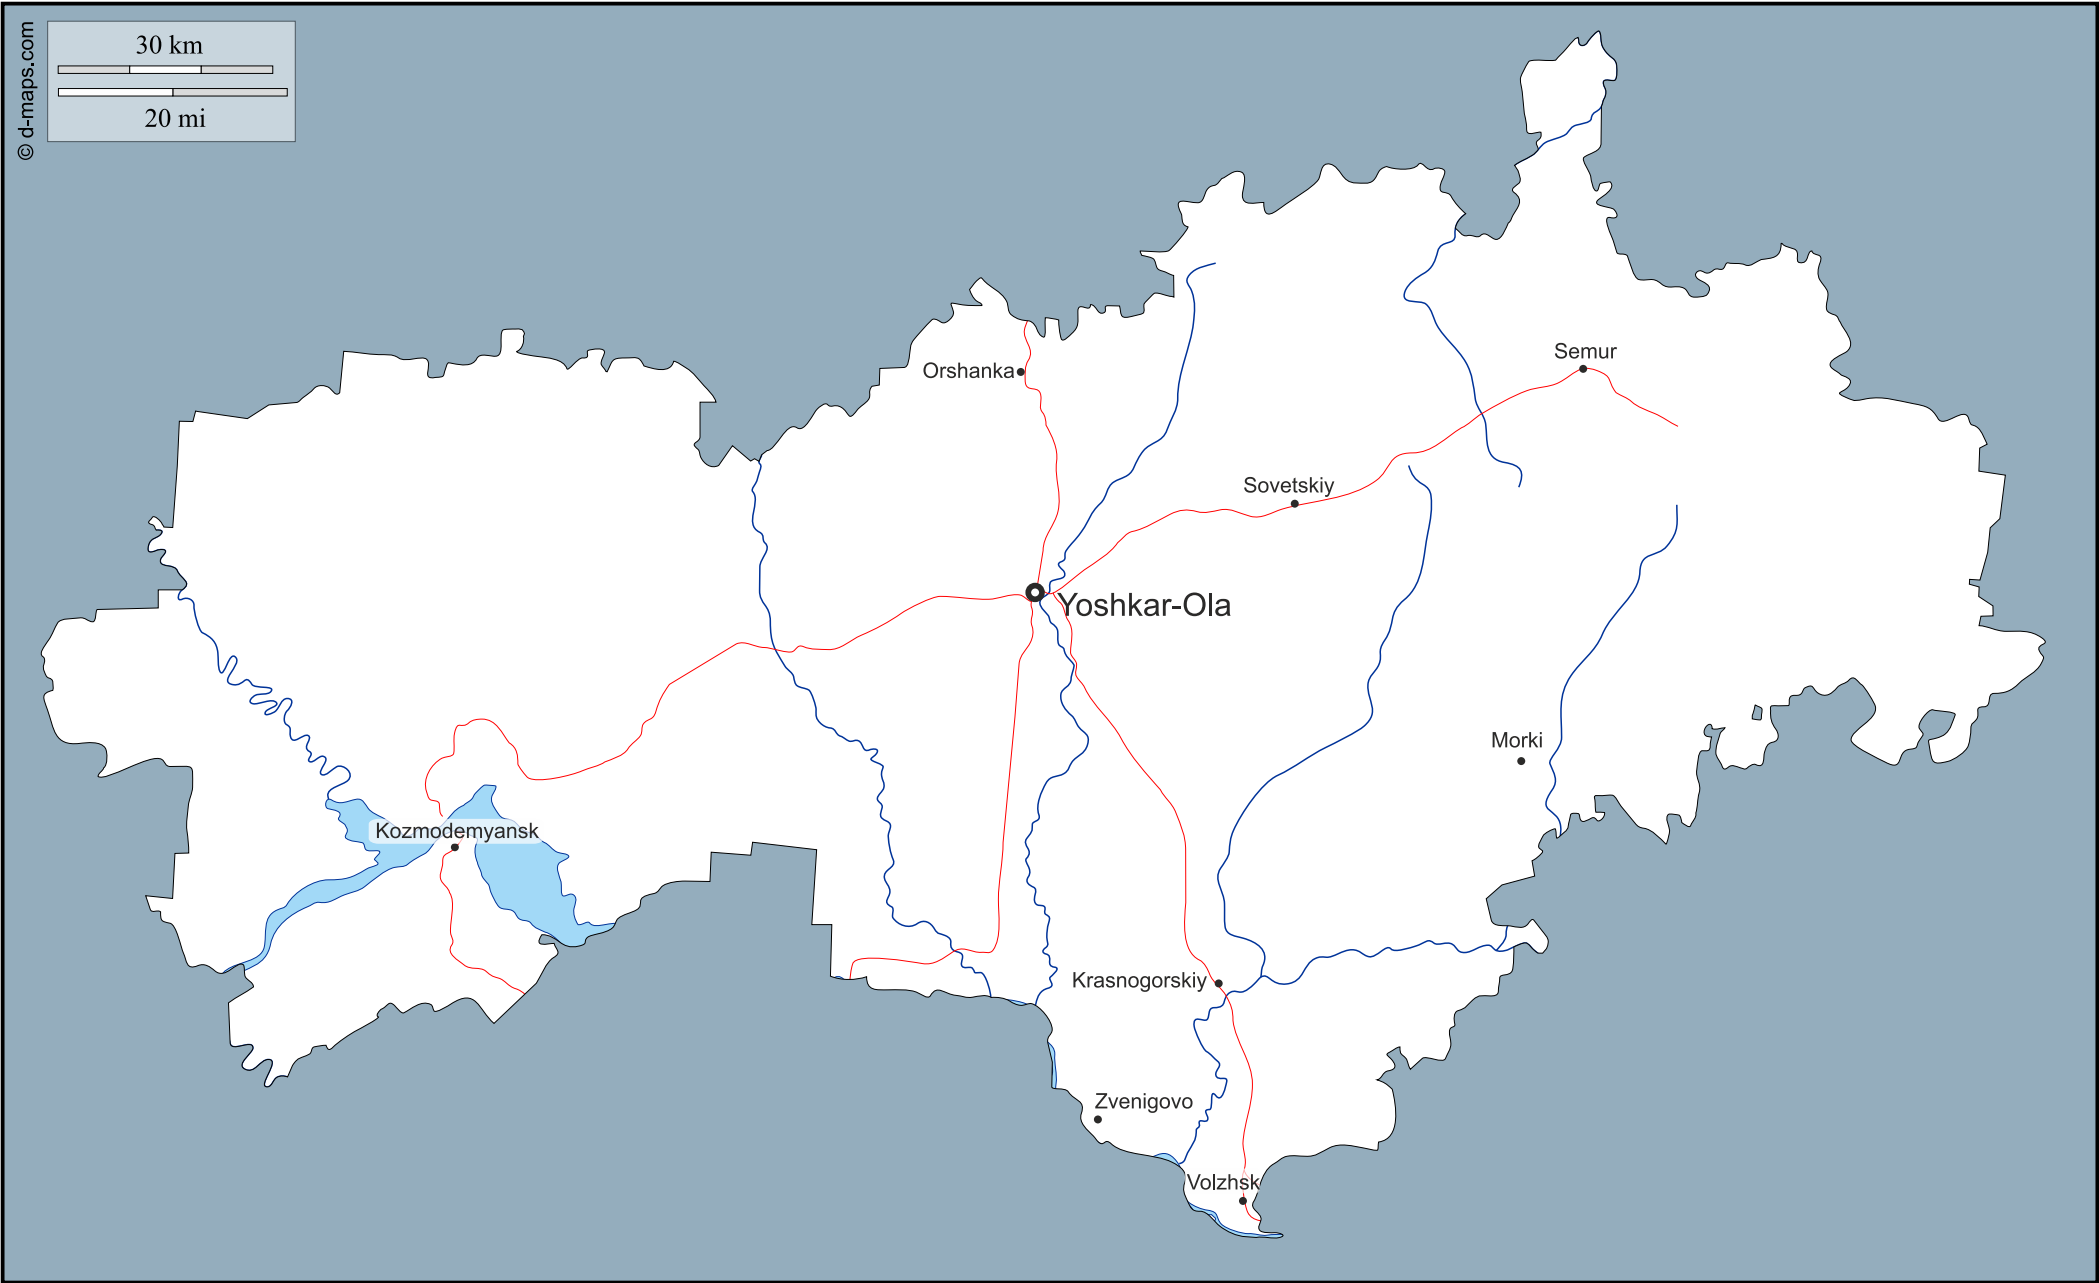 © d-maps.com
30 km
20 mi
Semur
Orshanka
Sovetskiy
Yoshkar-Ola
Morki
Kozmodemyansk
Krasnogorskiy
Zvenigovo
Volzhsk